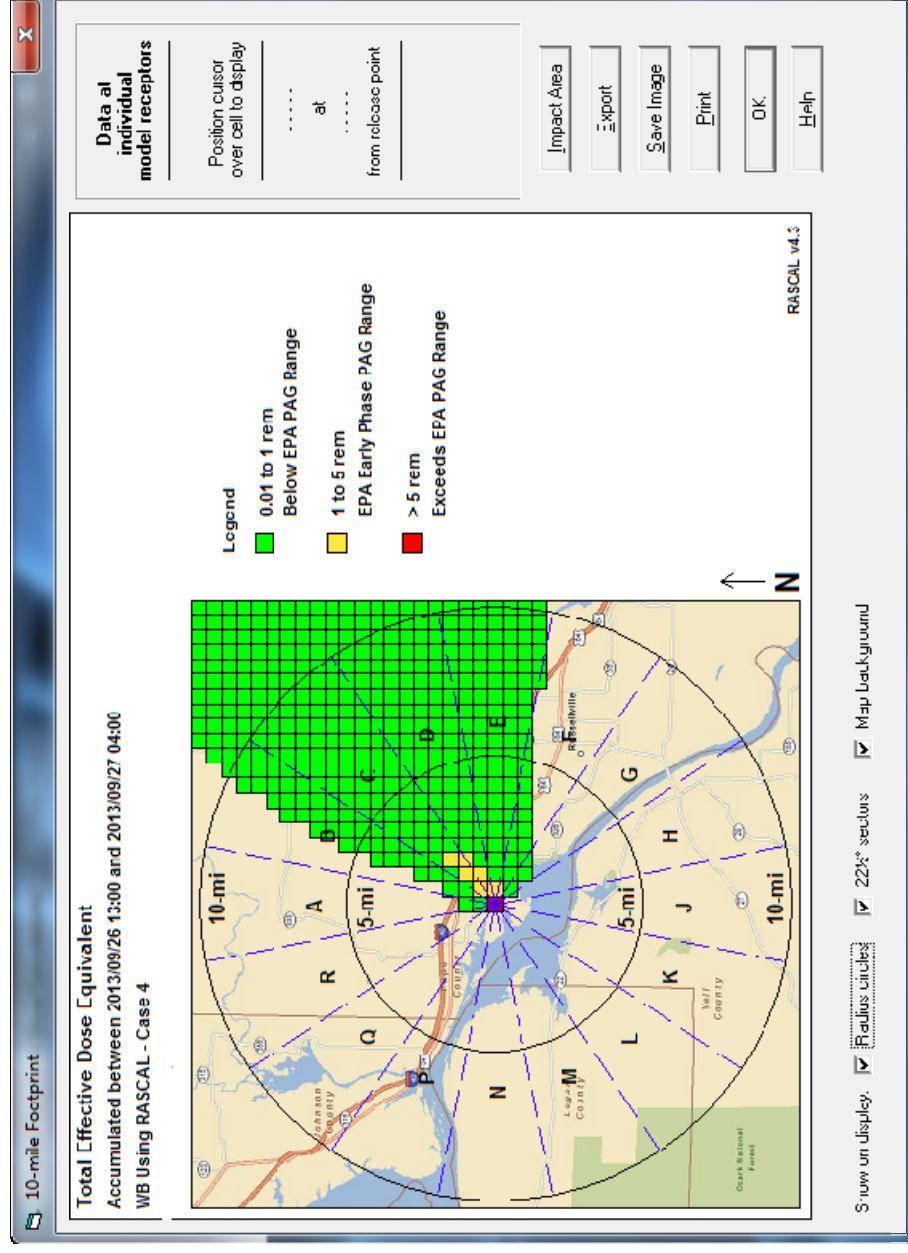 10-mile Footprint
X
Total Effective Dose Equivalent
Accumulated between 2013/09/26 13:00 and 2013/09/27 04:00
WB Using RASCAL - Case 4
10-mi
5-mi
A
B
C
D
E
F
G
H
J
K
L
M
N
P
Q
R
5-mi
10-mi
Johnson
County
Pope
County
Logan
County
Yell
County
Ozark National
Forest
Russellville
Legend
0.01 to 1 rem
Below EPA PAG Range
1 to 5 rem
EPA Early Phase PAG Range
> 5 rem
Exceeds EPA PAG Range
N
RASCAL v4.3
Data at
individual
model receptors
Position cursor
over cell to display
- - - - -
at
- - - - -
from release point
Impact Area
Export
Save Image
Print
OK
Help
Show on display:
Radius circles
22½° sectors
Map background